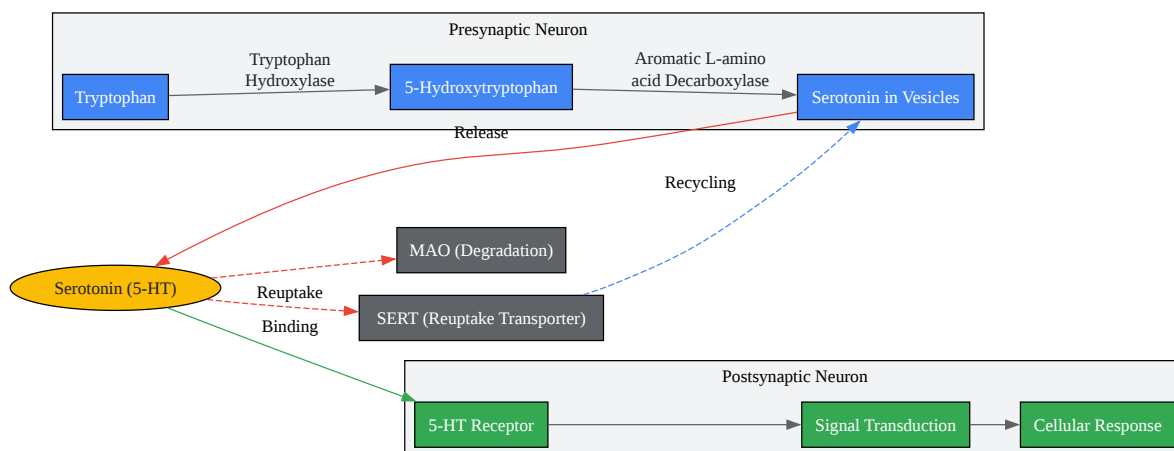 Presynaptic Neuron
Tryptophan
Tryptophan
Hydroxylase
5-Hydroxytryptophan
Aromatic L-amino
acid Decarboxylase
Serotonin in Vesicles
Release
Recycling
MAO (Degradation)
Serotonin (5-HT)
Reuptake
SERT (Reuptake Transporter)
Binding
Postsynaptic Neuron
5-HT Receptor
Signal Transduction
Cellular Response